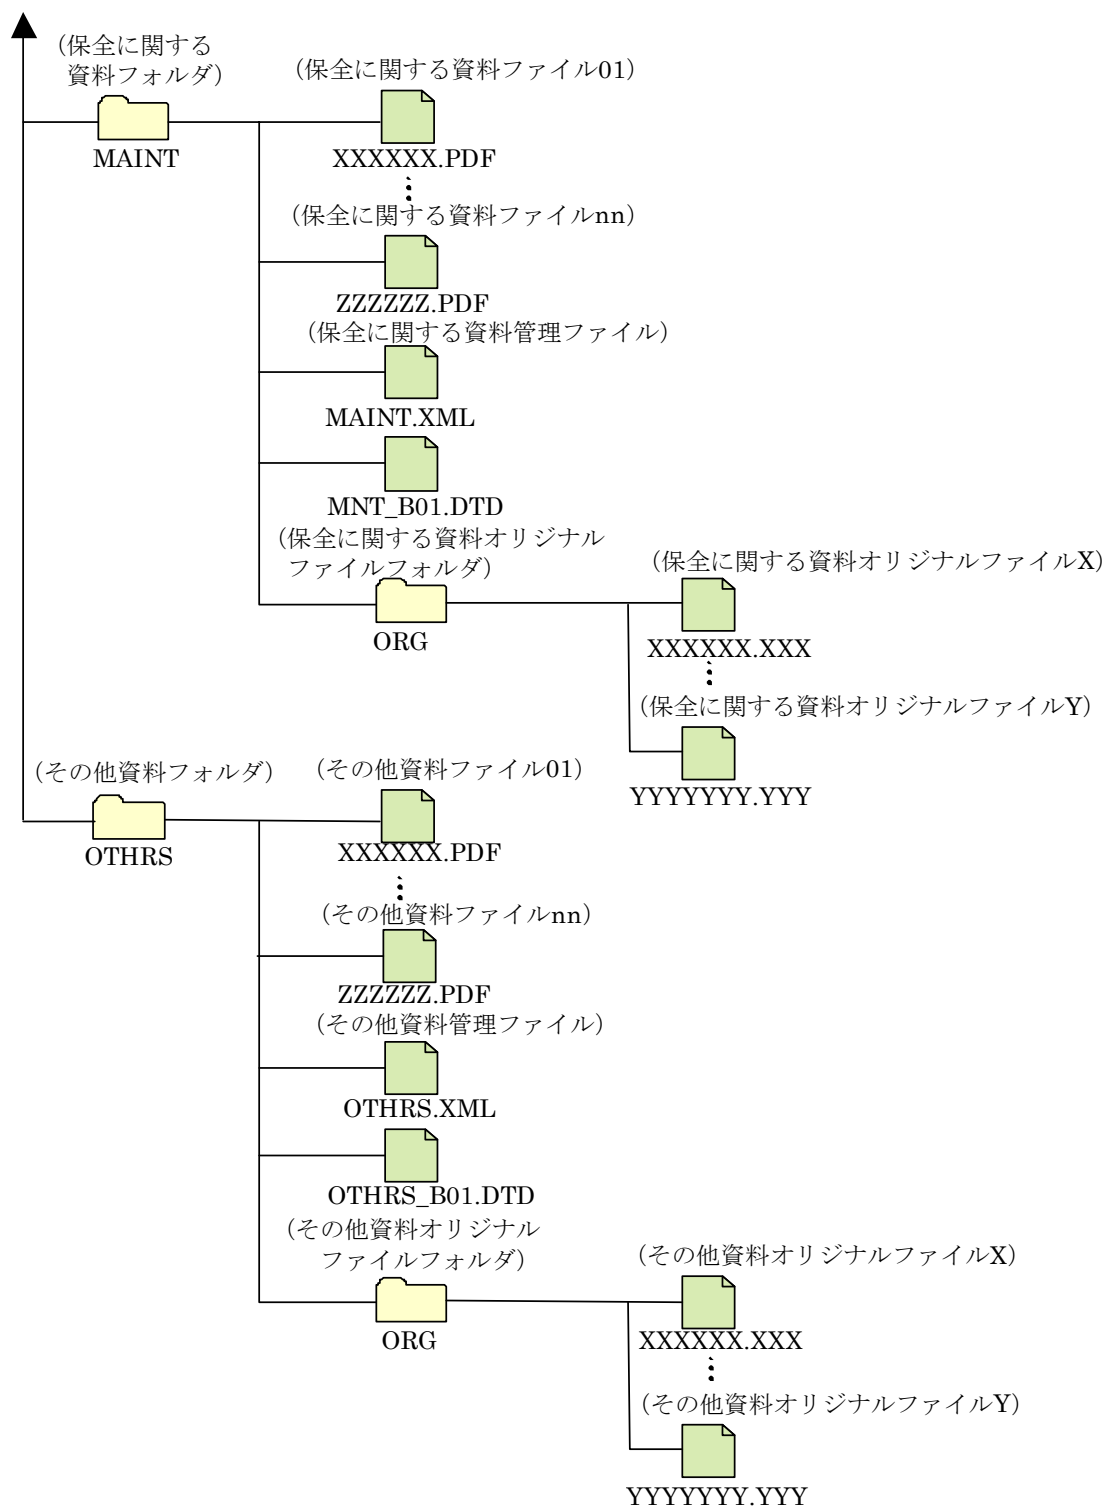 （保全に関する
資料フォルダ）
MAINT
（保全に関する資料ファイル01）
XXXXXX.PDF
（保全に関する資料ファイルnn）
ZZZZZZ.PDF
（保全に関する資料管理ファイル）
MAINT.XML
MNT_B01.DTD
（保全に関する資料オリジナル
ファイルフォルダ）
ORG
（保全に関する資料オリジナルファイルX）
XXXXXX.XXX
（保全に関する資料オリジナルファイルY）
YYYYYYY.YYY
（その他資料フォルダ）
OTHRS
（その他資料ファイル01）
XXXXXX.PDF
（その他資料ファイルnn）
ZZZZZZ.PDF
（その他資料管理ファイル）
OTHRS.XML
OTHRS_B01.DTD
（その他資料オリジナル
ファイルフォルダ）
ORG
（その他資料オリジナルファイルX）
XXXXXX.XXX
（その他資料オリジナルファイルY）
YYYYYYY.YYY